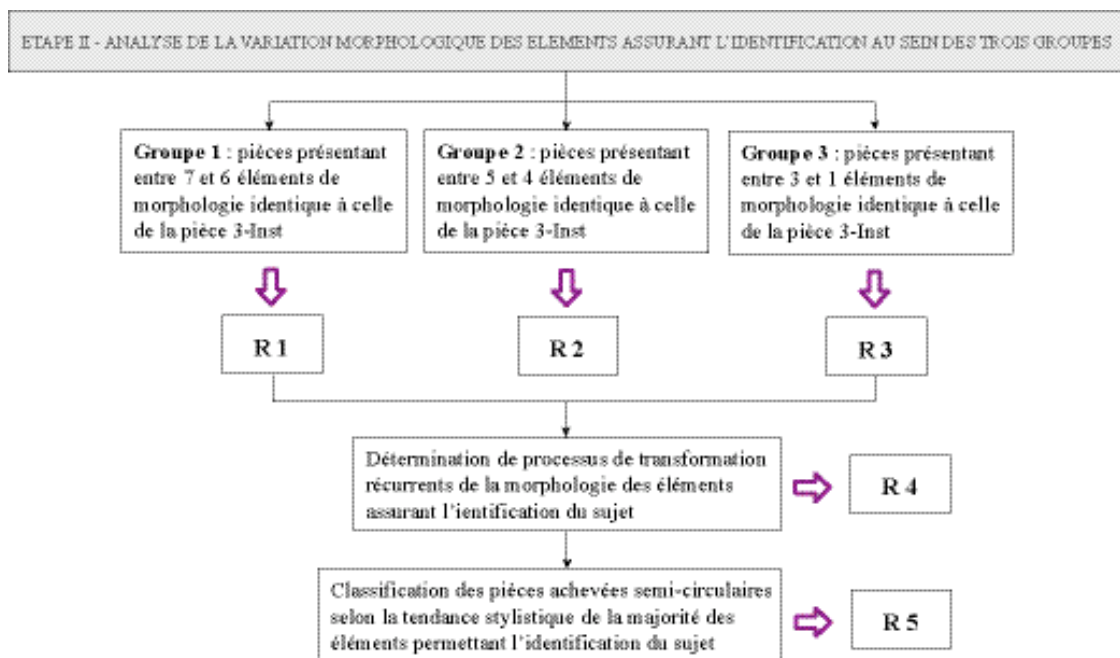 ETAPE II - ANALYSE DE LA VARIATION MORPHOLOGIQUE DES ELEMENTS ASSURANT L'IDENTIFICATION AU SEIN DES TROIS GROUPES
Groupe 1 : pièces présentant
entre 7 et 6 éléments de
morphologie identique à celle
de la pièce 3-Inst
Groupe 2 : pièces présentant
entre 5 et 4 éléments de
morphologie identique à celle
de la pièce 3-Inst
Groupe 3 : pièces présentant
entre 3 et 1 éléments de
morphologie identique à celle
de la pièce 3-Inst
R 1
R 2
R 3
Détermination de processus de transformation
récurrents de la morphologie des éléments
assurant l'ientification du sujet
R 4
Classification des pièces achevées semi-circulaires
selon la tendance stylistique de la majorité des
éléments permettant l'identification du sujet
R 5